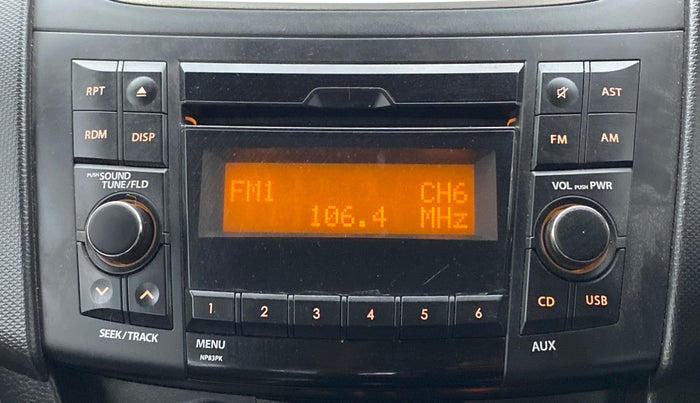 RPT
RDM
DISP
PUSH SOUND
TUNE/FLD
SEEK/TRACK
FM1 CH6
106.4 MHz
1 2 3 4 5 6
MENU
NP83PK
AST
FM
AM
VOL PUSH PWR
CD
USB
AUX